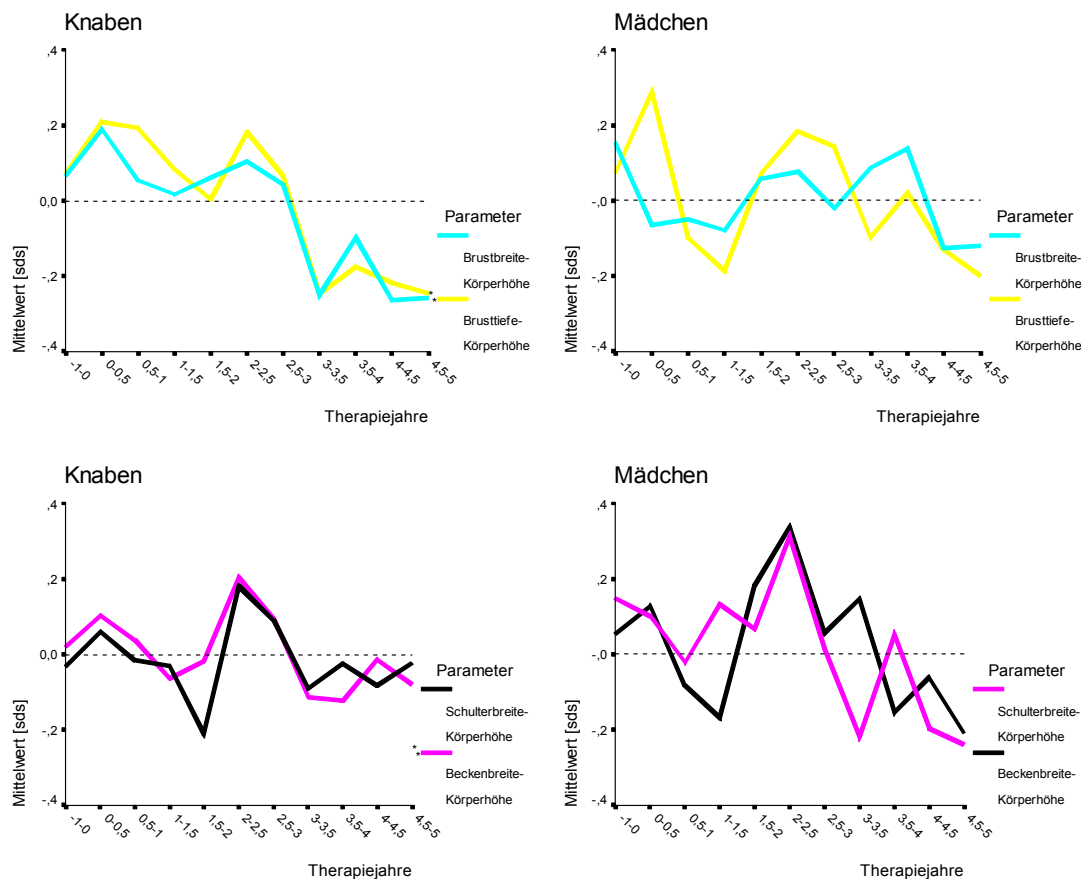 Knaben
,4
,2
0,0
-,2
-,4
Mittelwert [sds]
-1-0
0-0,5
0,5-1
1-1,5
1,5-2
2-2,5
2,5-3
3-3,5
3,5-4
4-4,5
4,5-5
Therapiejahre
Parameter
Brustbreite-
Körperhöhe
Brusttiefe-
Körperhöhe
*
*
Mädchen
,4
,2
-,0
-,2
-,4
Mittelwert [sds]
-1-0
0-0,5
0,5-1
1-1,5
1,5-2
2-2,5
2,5-3
3-3,5
3,5-4
4-4,5
4,5-5
Therapiejahre
Parameter
Brustbreite-
Körperhöhe
Brusttiefe-
Körperhöhe
Knaben
,4
,2
0,0
-,2
-,4
Mittelwert [sds]
-1-0
0-0,5
0,5-1
1-1,5
1,5-2
2-2,5
2,5-3
3-3,5
3,5-4
4-4,5
4,5-5
Therapiejahre
Parameter
Schulterbreite-
Körperhöhe
*
*
Beckenbreite-
Körperhöhe
Mädchen
,4
,2
-,0
-,2
-,4
Mittelwert [sds]
-1-0
0-0,5
0,5-1
1-1,5
1,5-2
2-2,5
2,5-3
3-3,5
3,5-4
4-4,5
4,5-5
Therapiejahre
Parameter
Schulterbreite-
Körperhöhe
Beckenbreite-
Körperhöhe